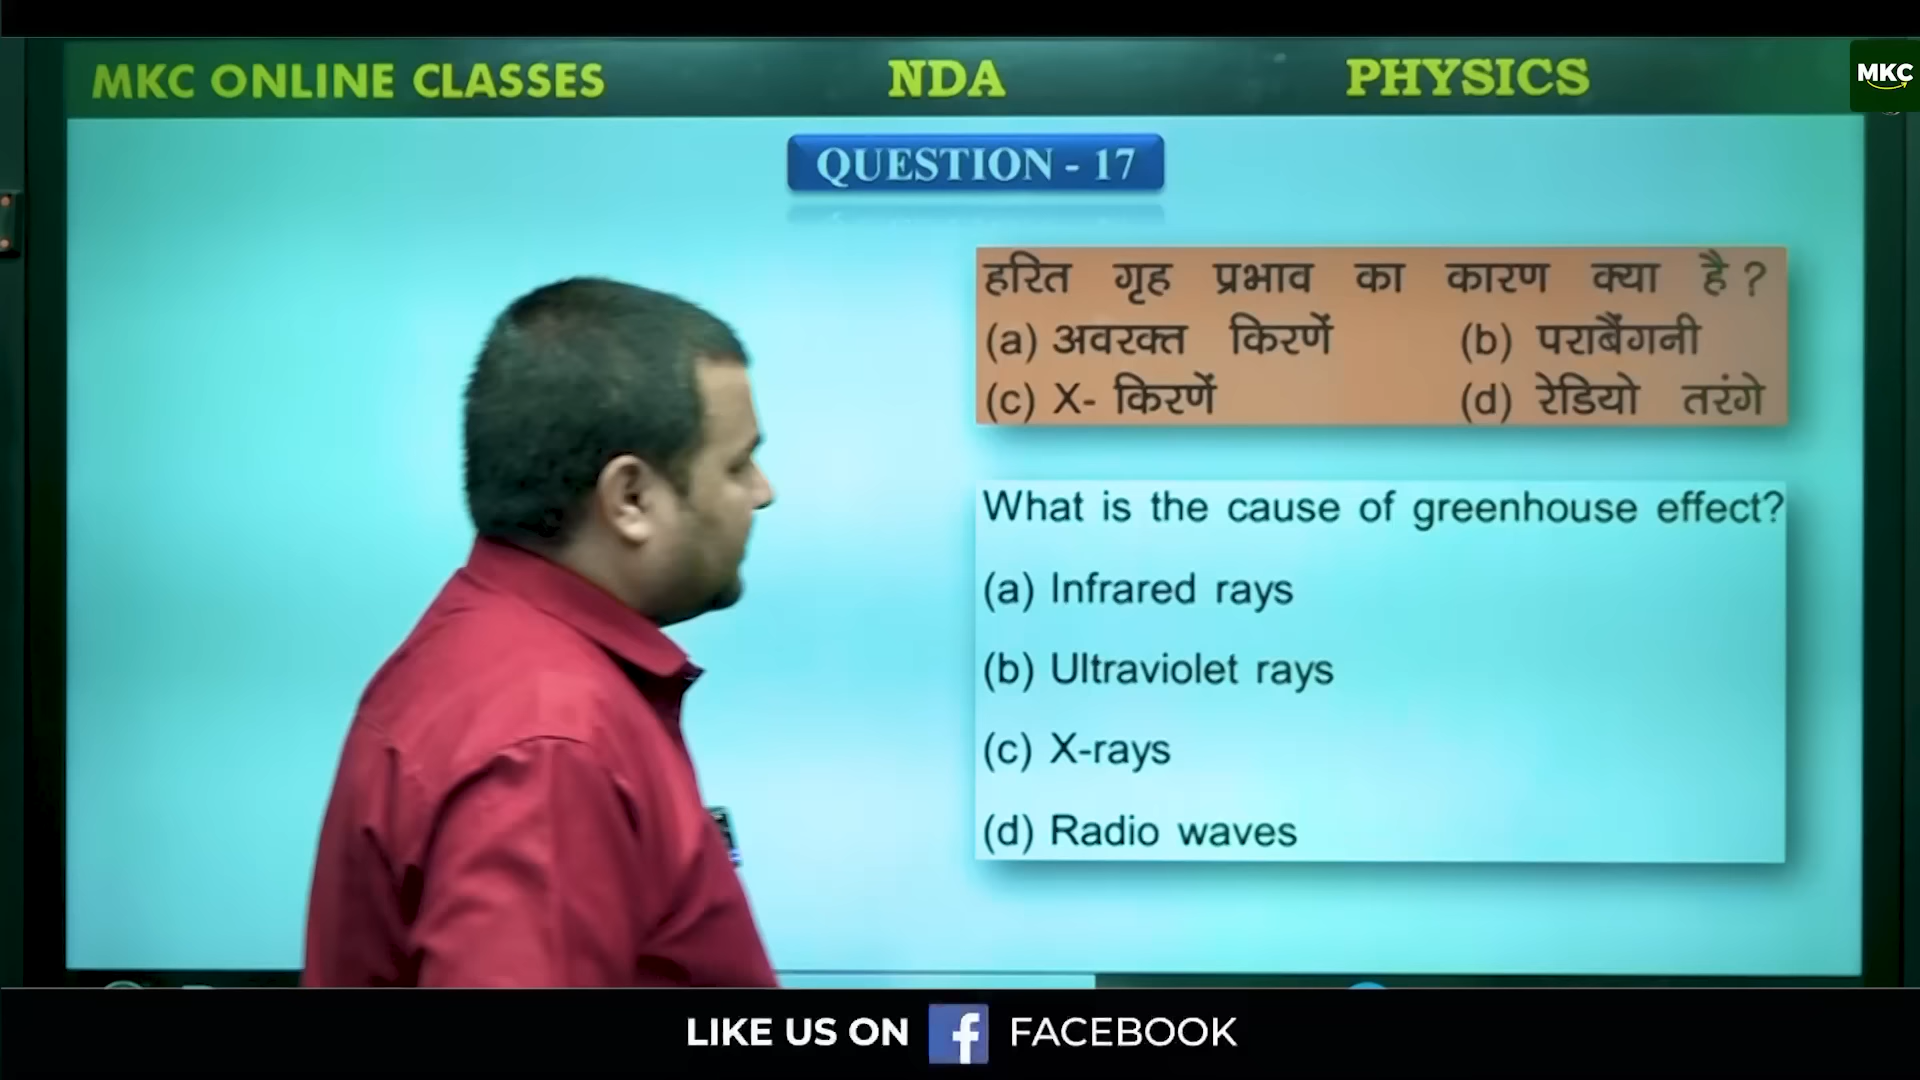 MKC ONLINE CLASSES NDA PHYSICS
MKC
QUESTION - 17
हरित गृह प्रभाव का कारण क्या है ?
(a) अवरक्त किरणें (b) पराबैंगनी
(c) X- किरणें (d) रेडियो तरंगे
What is the cause of greenhouse effect?
(a) Infrared rays
(b) Ultraviolet rays
(c) X-rays
(d) Radio waves
LIKE US ON f FACEBOOK